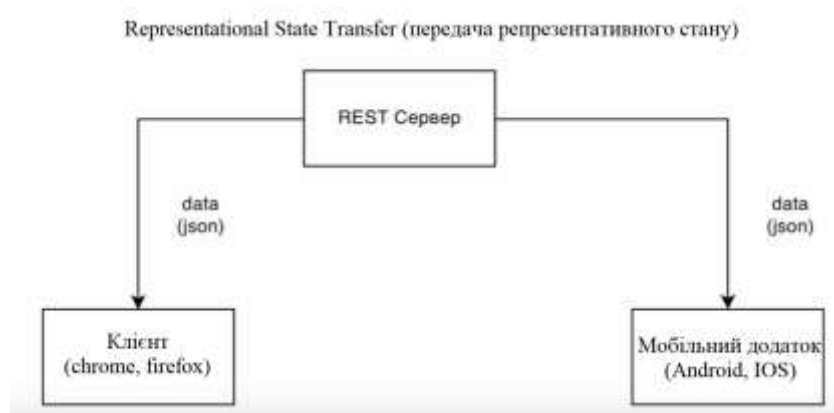 Representational State Transfer (передача репрезентативного стану)
REST Сервер
data
(json)
data
(json)
Клієнт
(chrome, firefox)
Мобільний додаток
(Android, IOS)